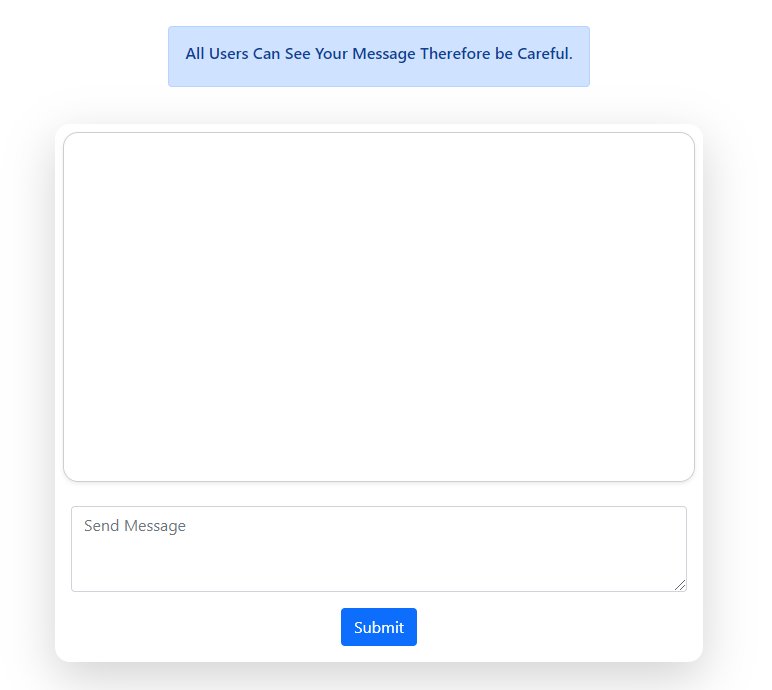 All Users Can See Your Message Therefore be Careful.
Send Message
Submit